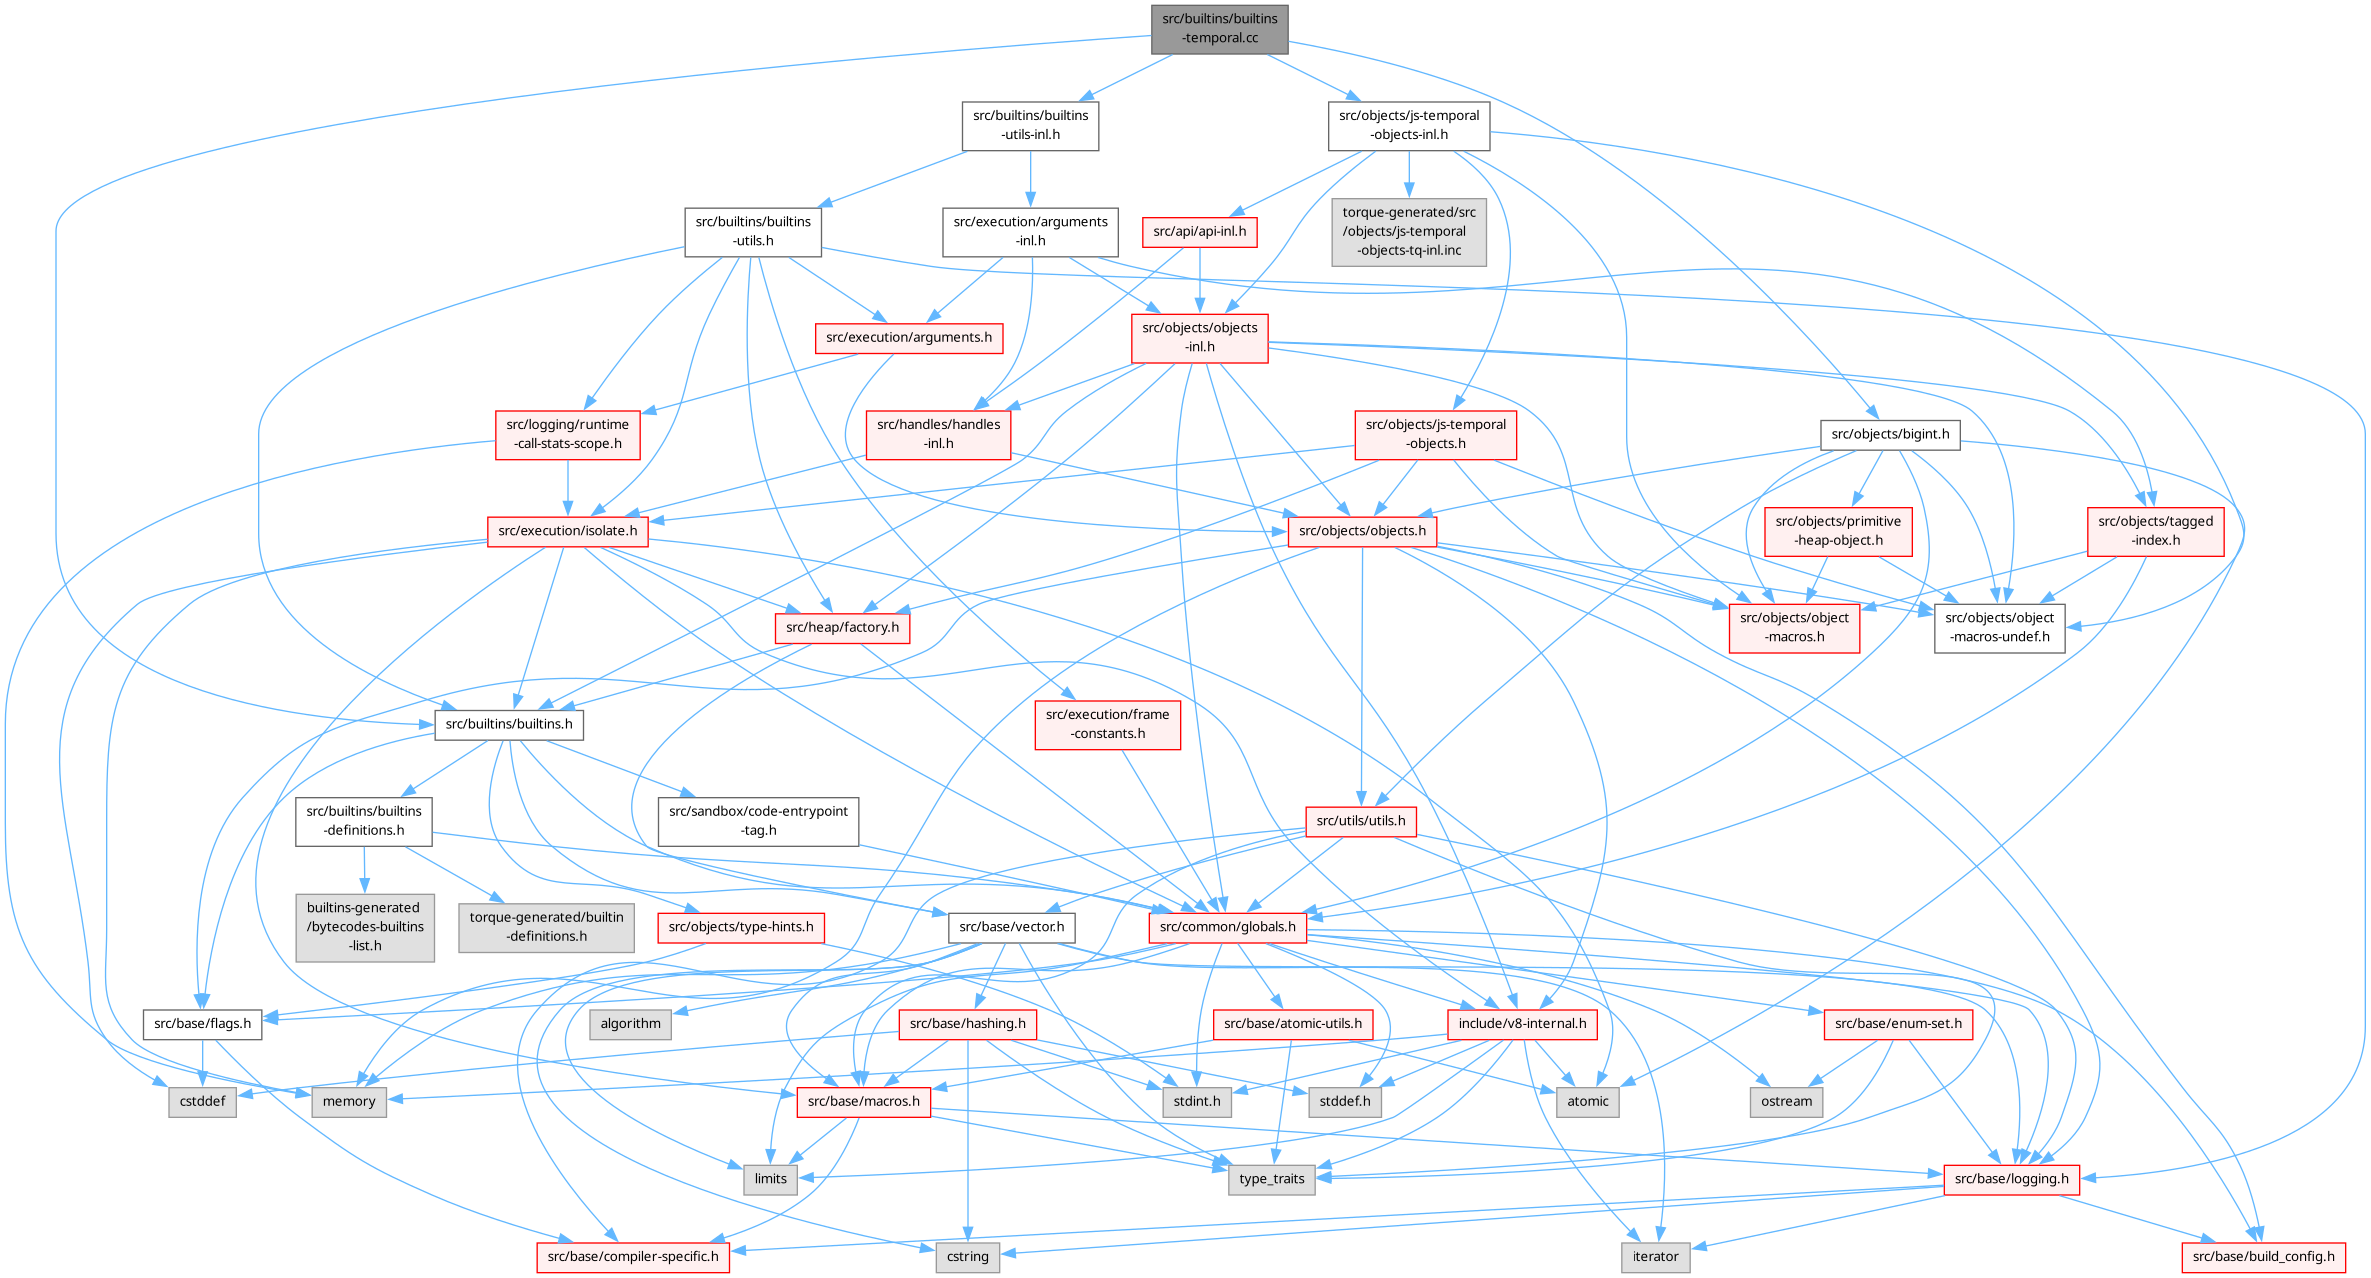 src/builtins/builtins
-temporal.cc
src/builtins/builtins
-utils-inl.h
src/objects/js-temporal
-objects-inl.h
src/builtins/builtins
-utils.h
src/execution/arguments
-inl.h
src/api/api-inl.h
torque-generated/src
/objects/js-temporal
-objects-tq-inl.inc
src/execution/arguments.h
src/objects/objects
-inl.h
src/logging/runtime
-call-stats-scope.h
src/handles/handles
-inl.h
src/objects/js-temporal
-objects.h
src/objects/bigint.h
src/execution/isolate.h
src/objects/objects.h
src/objects/primitive
-heap-object.h
src/objects/tagged
-index.h
src/heap/factory.h
src/objects/object
-macros.h
src/objects/object
-macros-undef.h
src/builtins/builtins.h
src/execution/frame
-constants.h
src/builtins/builtins
-definitions.h
src/sandbox/code-entrypoint
-tag.h
src/utils/utils.h
builtins-generated
/bytecodes-builtins
-list.h
torque-generated/builtin
-definitions.h
src/objects/type-hints.h
src/base/vector.h
src/common/globals.h
src/base/flags.h
algorithm
src/base/hashing.h
src/base/atomic-utils.h
include/v8-internal.h
src/base/enum-set.h
cstddef
memory
src/base/macros.h
stdint.h
stddef.h
atomic
ostream
limits
type_traits
src/base/logging.h
src/base/compiler-specific.h
cstring
iterator
src/base/build_config.h